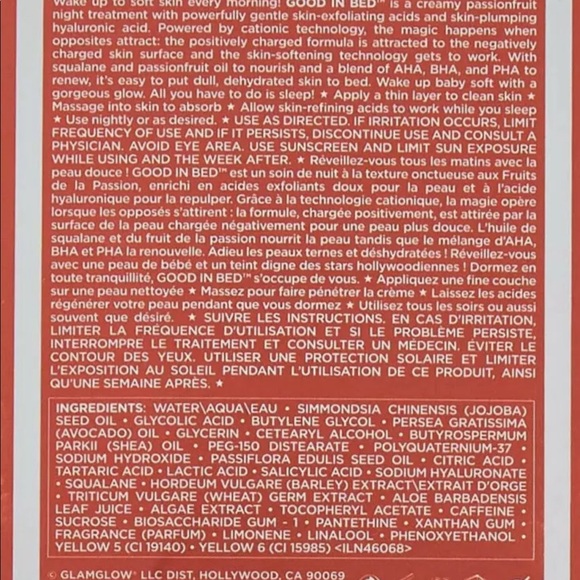 Wake up to soft skin every morning! GOOD IN BED™ is a creamy passionfruit
night treatment with powerfully gentle skin-exfoliating acids and skin-plumping
hyaluronic acid. Powered by cationic technology, the magic happens when
opposites attract: the positively charged formula is attracted to the negatively
charged skin surface and the skin-softening technology gets to work. With
squalane and passionfruit oil to nourish and a blend of AHA, BHA, and PHA to
renew, it's easy to put dull, dehydrated skin to bed. Wake up baby soft with a
gorgeous glow. All you have to do is sleep! ★ Apply a thin layer to clean skin ★
Massage into skin to absorb ★ Allow skin-refining acids to work while you sleep
★ Use nightly or as desired. ★ USE AS DIRECTED. IF IRRITATION OCCURS, LIMIT
FREQUENCY OF USE AND IF IT PERSISTS, DISCONTINUE USE AND CONSULT A
PHYSICIAN. AVOID EYE AREA. USE SUNSCREEN AND LIMIT SUN EXPOSURE
WHILE USING AND THE WEEK AFTER. ★ Réveillez-vous tous les matins avec la
peau douce ! GOOD IN BED™ est un soin de nuit à la texture onctueuse aux Fruits
de la Passion, enrichi en acides exfoliants doux pour la peau et à l'acide
hyaluronique pour la repulper. Grâce à la technologie cationique, la magie opère
lorsque les opposés s'attirent : la formule, chargée positivement, est attirée par la
surface de la peau chargée négativement pour une peau plus douce. L'huile de
squalane et du fruit de la passion nourrit la peau tandis que le mélange d'AHA,
BHA et PHA la renouvelle. Adieu les peaux ternes et déshydratées ! Réveillez-vous
avec une peau de bébé et un teint digne des stars hollywoodiennes ! Dormez en
toute tranquillité, GOOD IN BED™ s'occupe de vous. ★ Appliquez une fine couche
sur une peau nettoyée ★ Massez pour faire pénétrer la crème ★ Laissez les acides
régénérer votre peau pendant que vous dormez ★ Utilisez tous les soirs ou aussi
souvent que désiré. ★ SUIVRE LES INSTRUCTIONS. EN CAS D'IRRITATION,
LIMITER LA FRÉQUENCE D'UTILISATION ET SI LE PROBLÈME PERSISTE,
INTERROMPRE LE TRAITEMENT ET CONSULTER UN MÉDECIN. ÉVITER LE
CONTOUR DES YEUX. UTILISER UNE PROTECTION SOLAIRE ET LIMITER
L'EXPOSITION AU SOLEIL PENDANT L'UTILISATION DE CE PRODUIT, AINSI
QU'UNE SEMAINE APRÈS. ★
INGREDIENTS: WATER\AQUA\EAU • SIMMONDSIA CHINENSIS (JOJOBA)
SEED OIL • GLYCOLIC ACID • BUTYLENE GLYCOL • PERSEA GRATISSIMA
(AVOCADO) OIL • GLYCERIN • CETEARYL ALCOHOL • BUTYROSPERMUM
PARKII (SHEA) OIL • PEG-150 DISTEARATE • POLYQUATERNIUM-37 •
SODIUM HYDROXIDE • PASSIFLORA EDULIS SEED OIL • CITRIC ACID •
TARTARIC ACID • LACTIC ACID • SALICYLIC ACID • SODIUM HYALURONATE
• SQUALANE • HORDEUM VULGARE (BARLEY) EXTRACT\EXTRAIT D'ORGE
• TRITICUM VULGARE (WHEAT) GERM EXTRACT • ALOE BARBADENSIS
LEAF JUICE • ALGAE EXTRACT • TOCOPHERYL ACETATE • CAFFEINE •
SUCROSE • BIOSACCHARIDE GUM - 1 • PANTETHINE • XANTHAN GUM •
FRAGRANCE (PARFUM) • LIMONENE • LINALOOL • PHENOXYETHANOL •
YELLOW 5 (CI 19140) • YELLOW 6 (CI 15985) <ILN46068>
© GLAMGLOW® LLC DIST, HOLLYWOOD, CA 90069